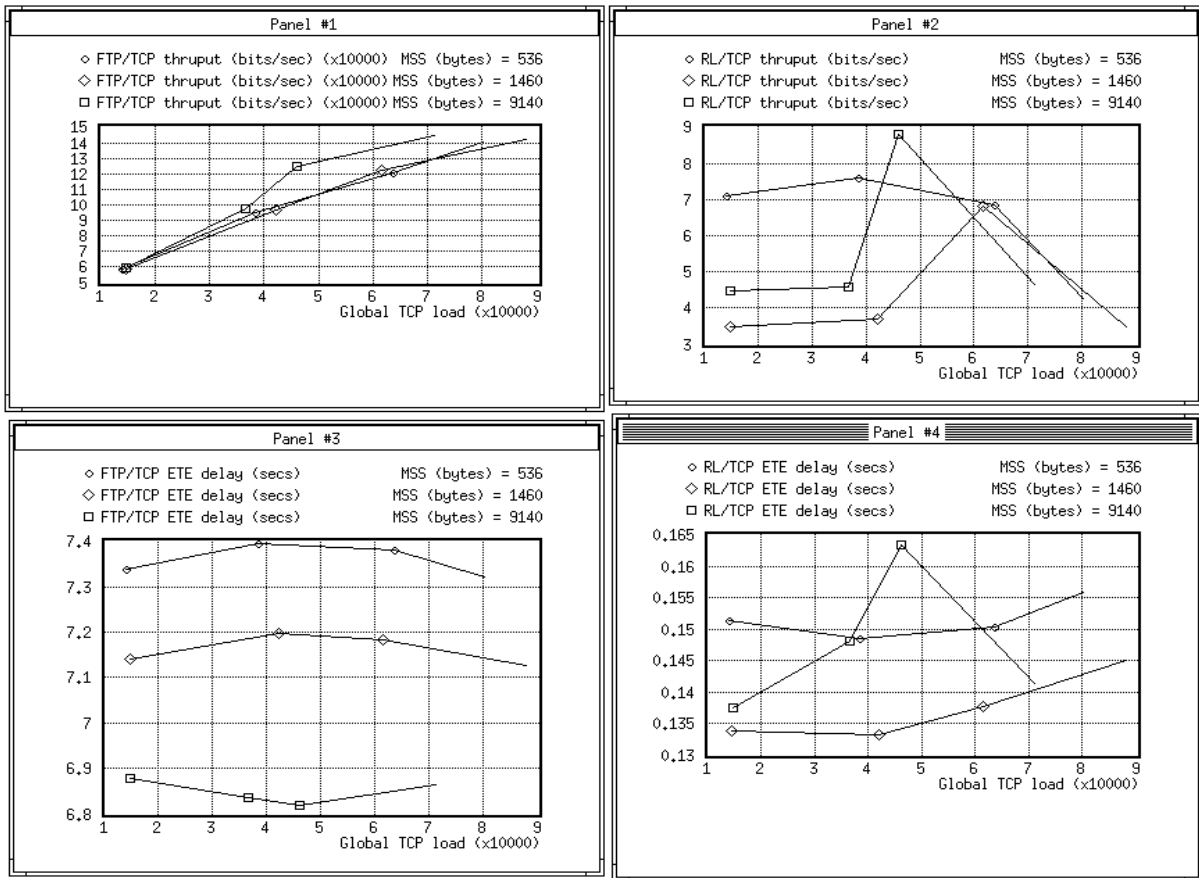 Panel #1
FTP/TCP thruput (bits/sec) (x10000) MSS (bytes) = 536
FTP/TCP thruput (bits/sec) (x10000) MSS (bytes) = 1460
FTP/TCP thruput (bits/sec) (x10000) MSS (bytes) = 9140
15
14
13
12
11
10
9
8
7
6
5
1 2 3 4 5 6 7 8 9
Global TCP load (x10000)
Panel #2
RL/TCP thruput (bits/sec) MSS (bytes) = 536
RL/TCP thruput (bits/sec) MSS (bytes) = 1460
RL/TCP thruput (bits/sec) MSS (bytes) = 9140
9
8
7
6
5
4
3
1 2 3 4 5 6 7 8 9
Global TCP load (x10000)
Panel #3
FTP/TCP ETE delay (secs) MSS (bytes) = 536
FTP/TCP ETE delay (secs) MSS (bytes) = 1460
FTP/TCP ETE delay (secs) MSS (bytes) = 9140
7.4
7.3
7.2
7.1
7
6.9
6.8
1 2 3 4 5 6 7 8 9
Global TCP load (x10000)
Panel #4
RL/TCP ETE delay (secs) MSS (bytes) = 536
RL/TCP ETE delay (secs) MSS (bytes) = 1460
RL/TCP ETE delay (secs) MSS (bytes) = 9140
0.165
0.16
0.155
0.15
0.145
0.14
0.135
0.13
1 2 3 4 5 6 7 8 9
Global TCP load (x10000)